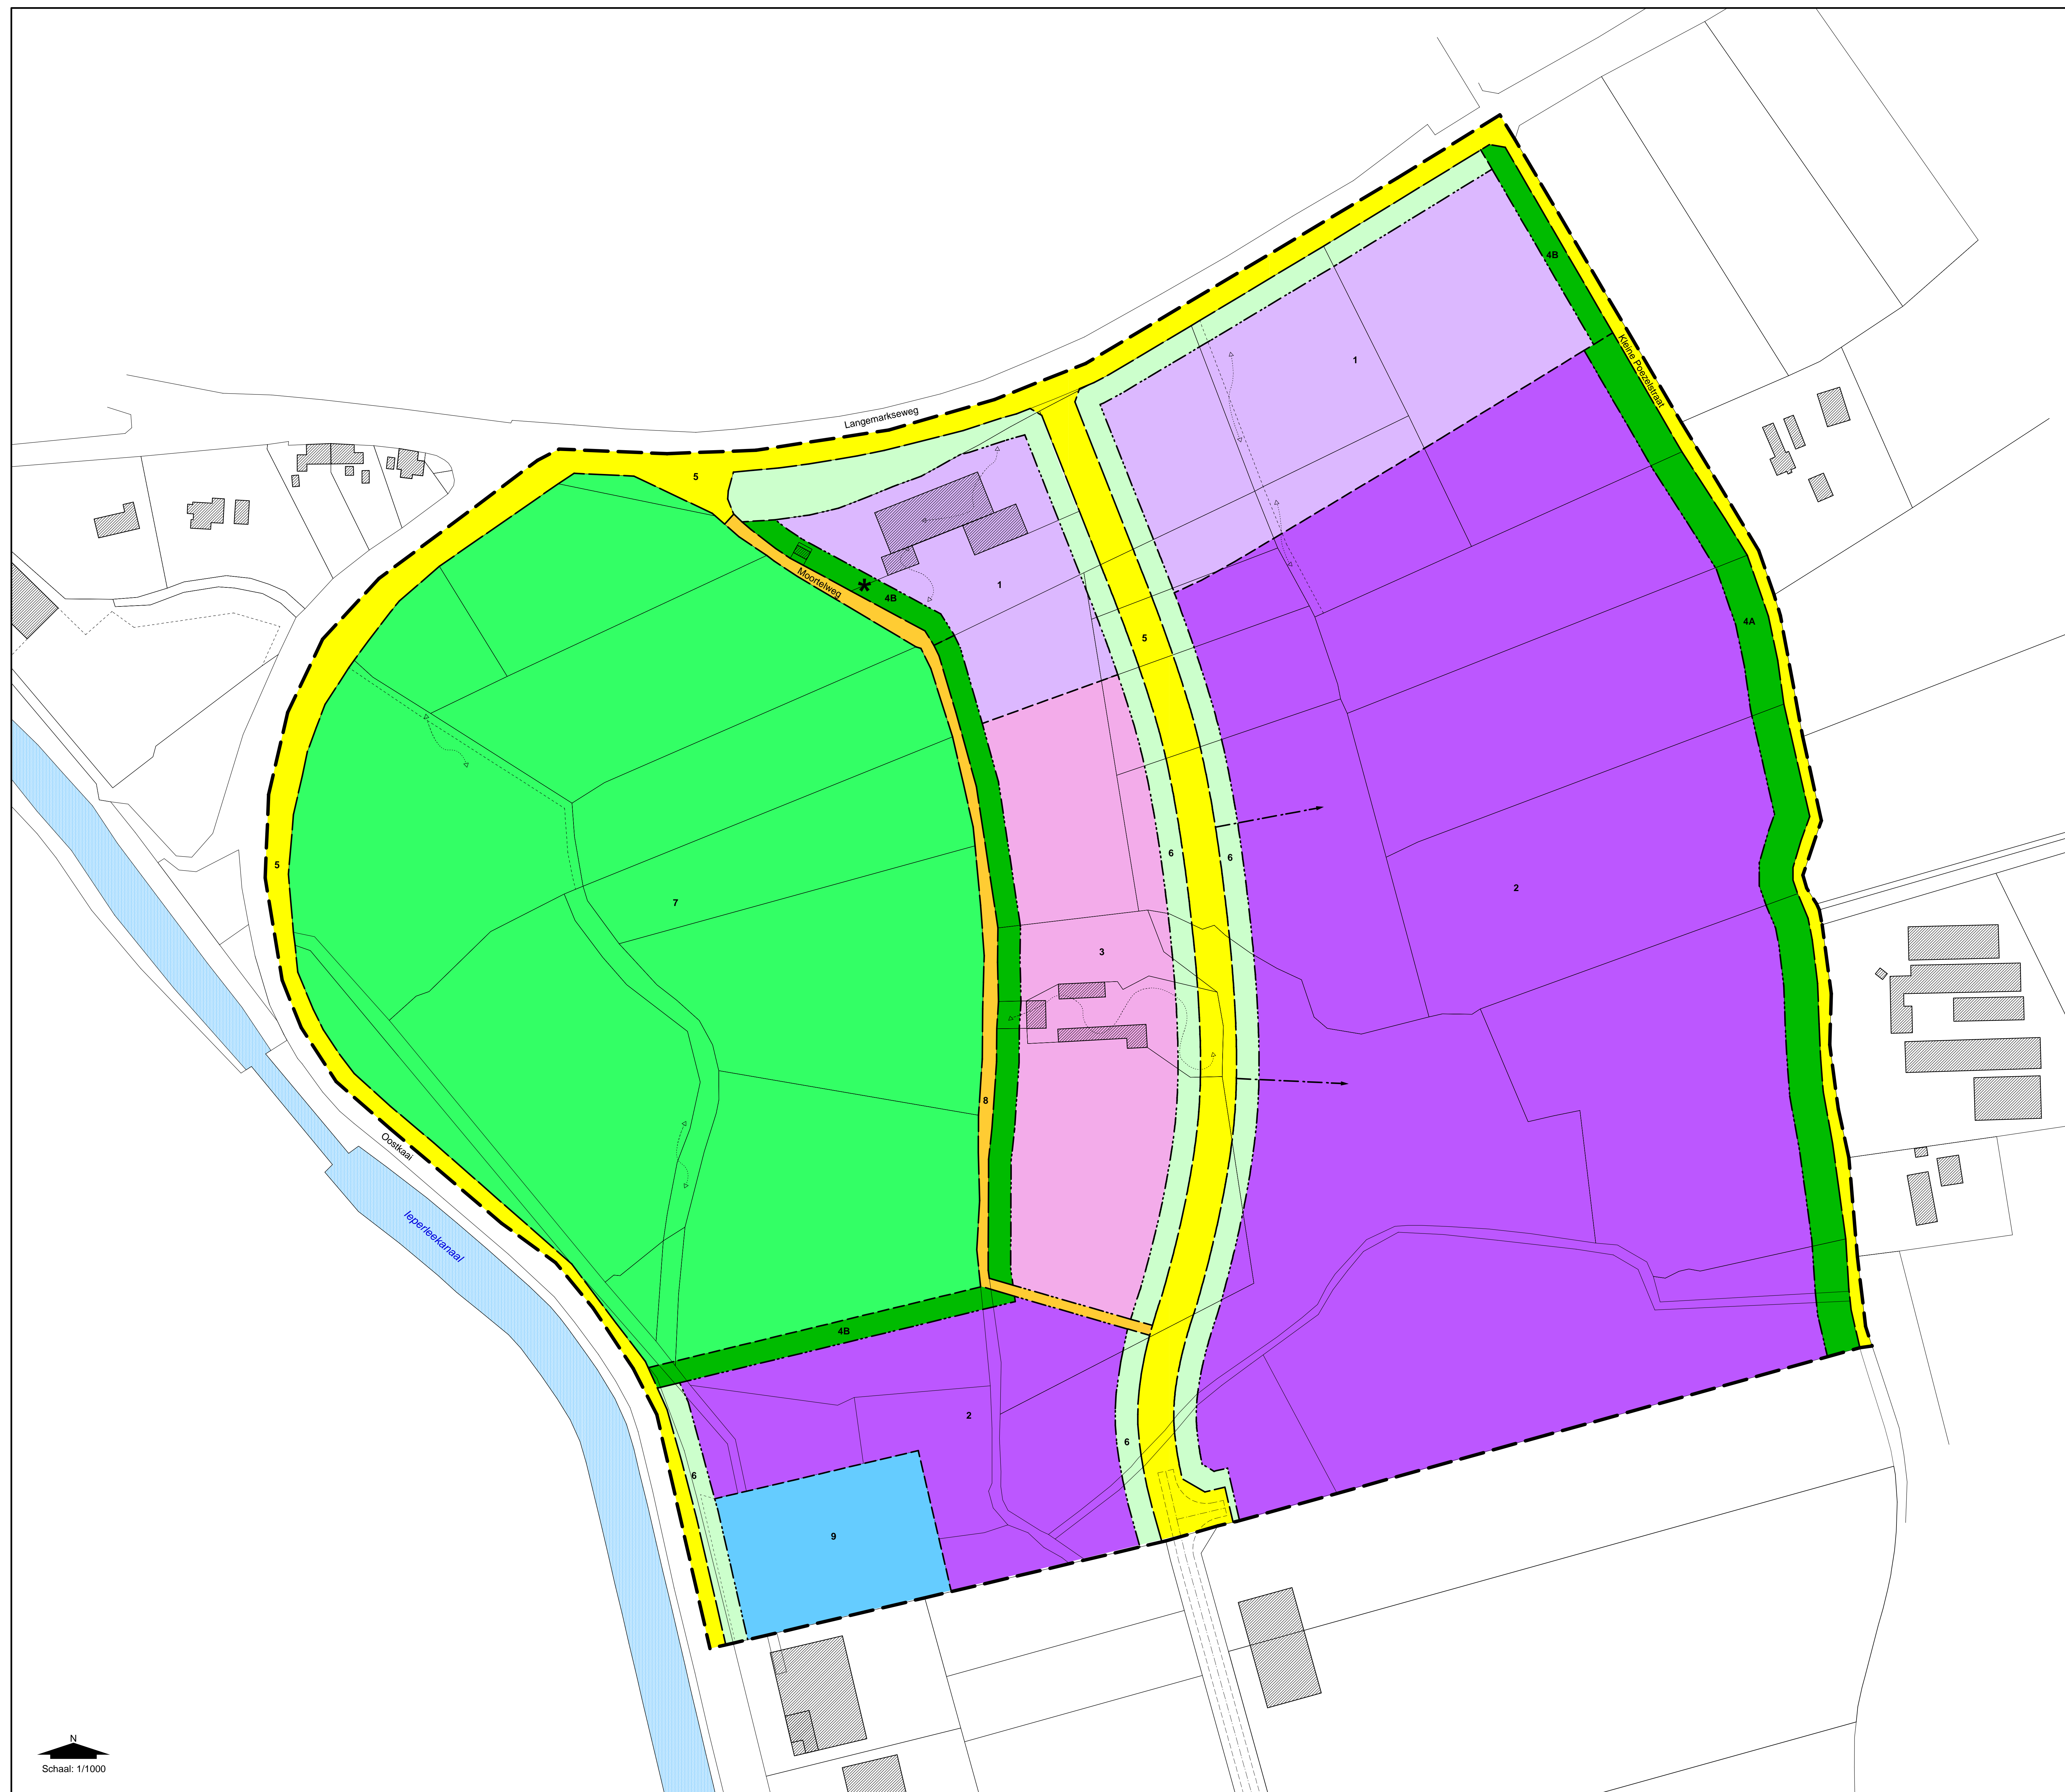 4B
Kleine Poezelstraat
1
Langemarkseweg
5
Moortelweg
*
4B
1
4A
5
6
6
5
2
7
3
8
Oostkaai
Ieperleekanaal
4B
2
6
6
9
N
Schaal: 1/1000